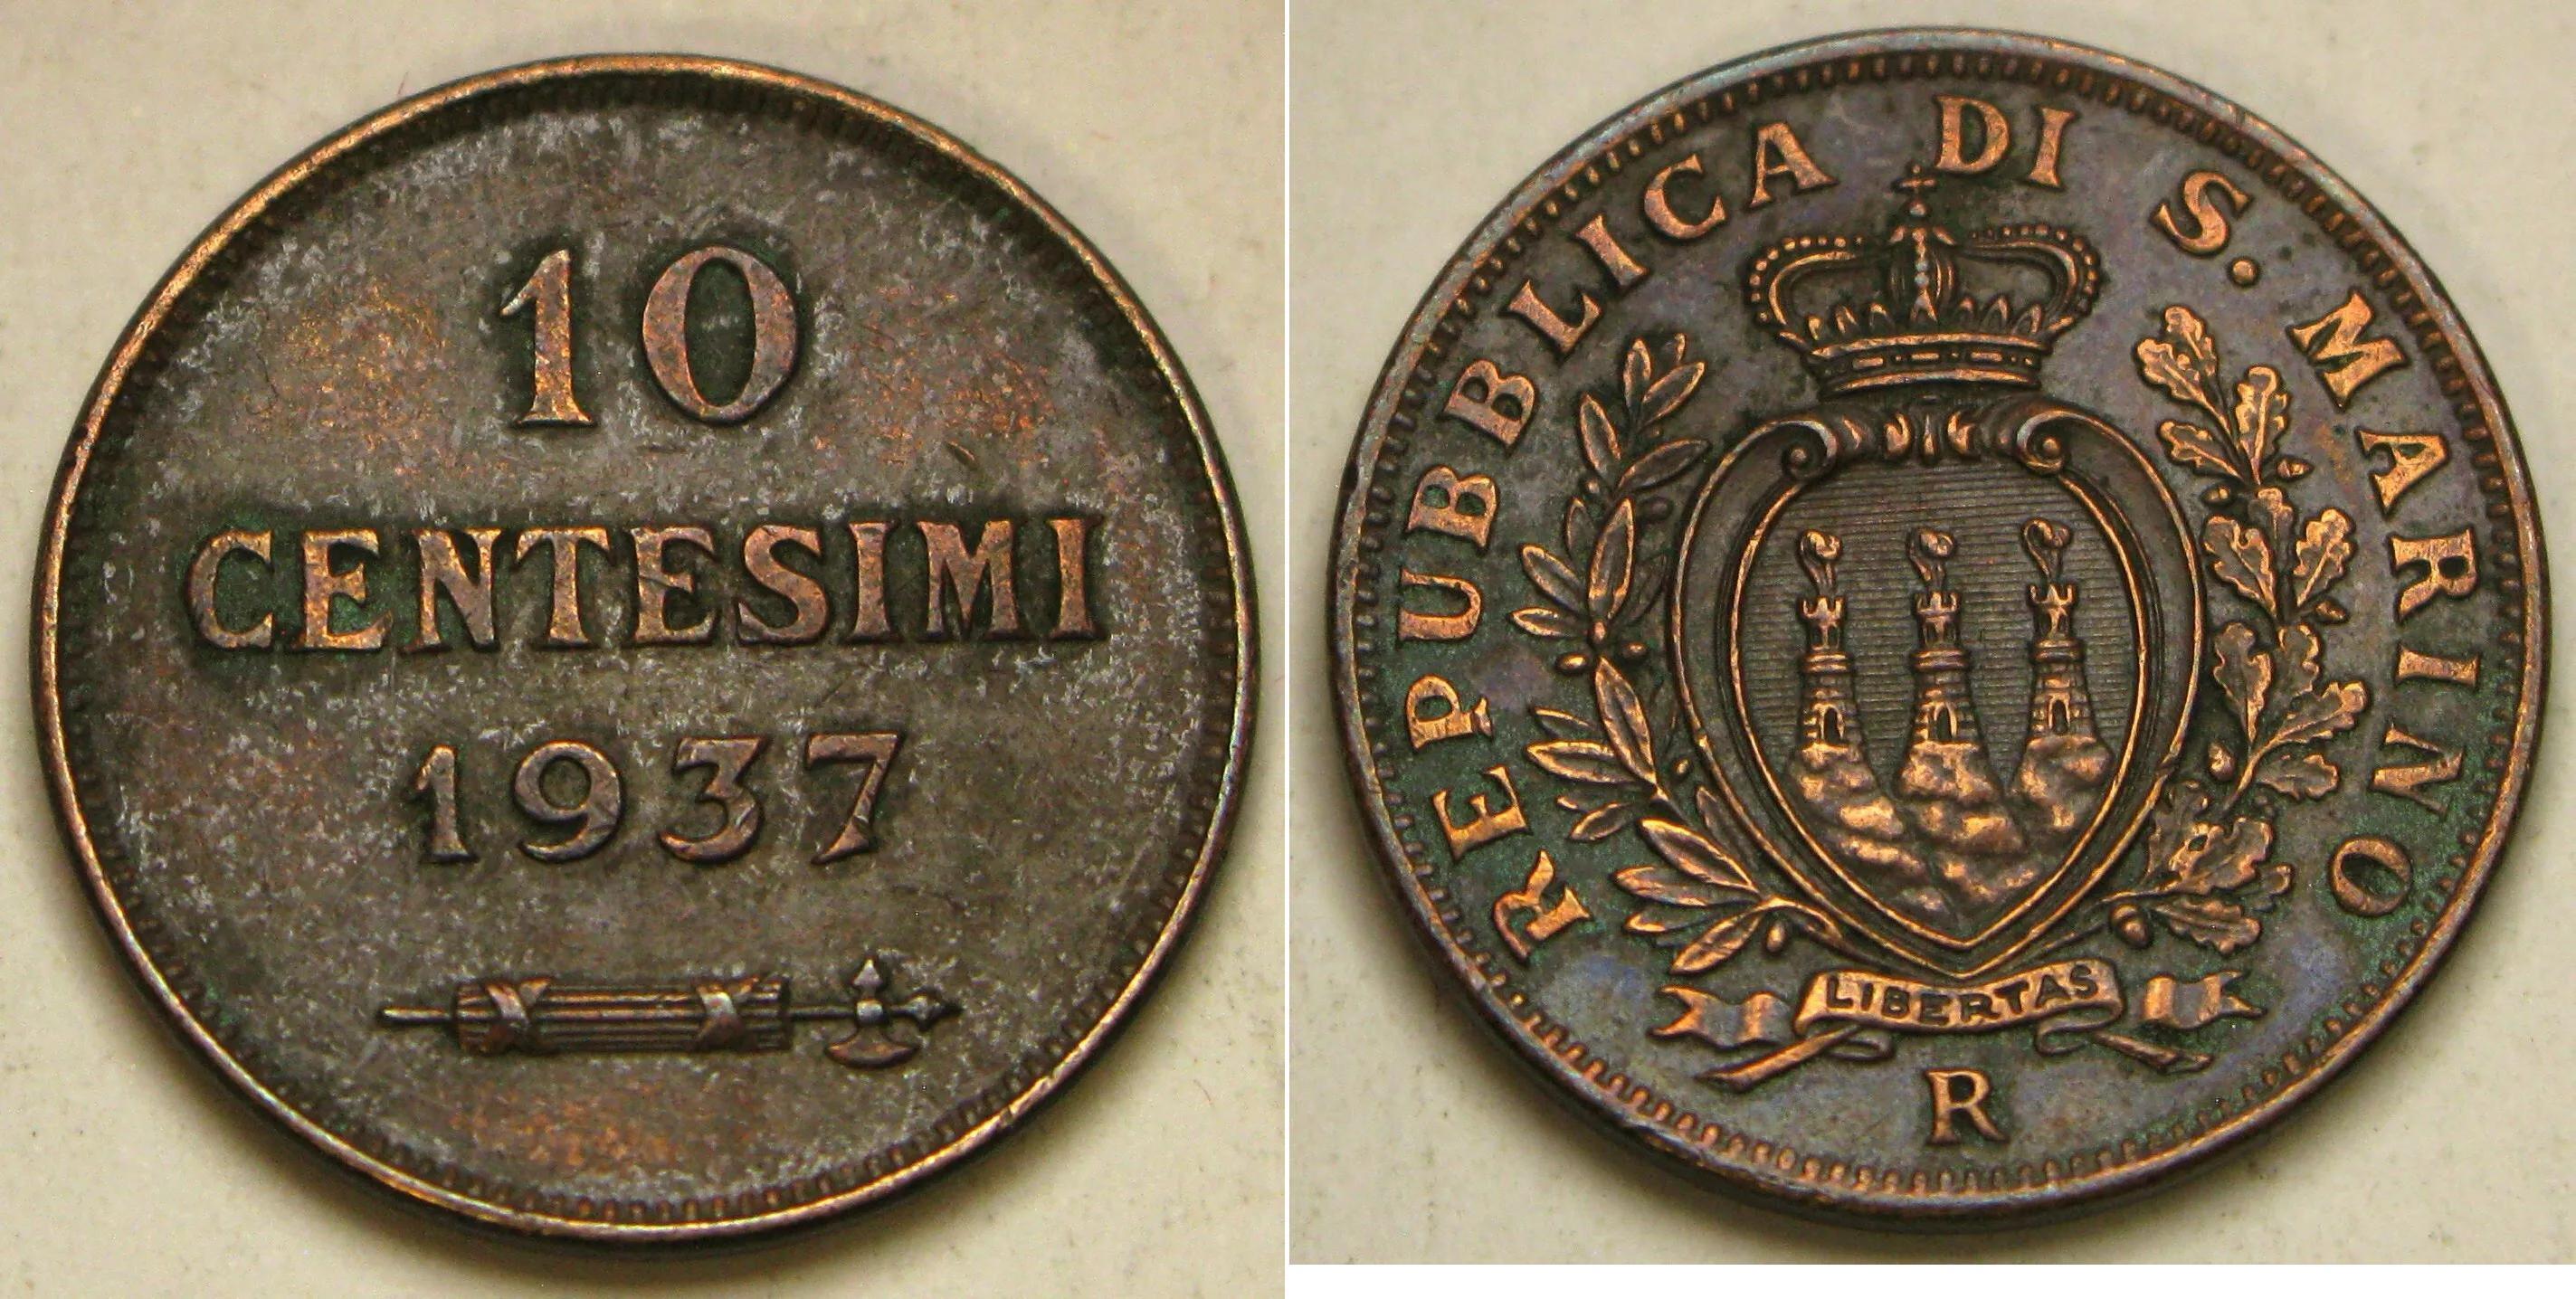 10
CENTESIMI
1937
REPUBBLICA DI S. MARINO
LIBERTAS
R